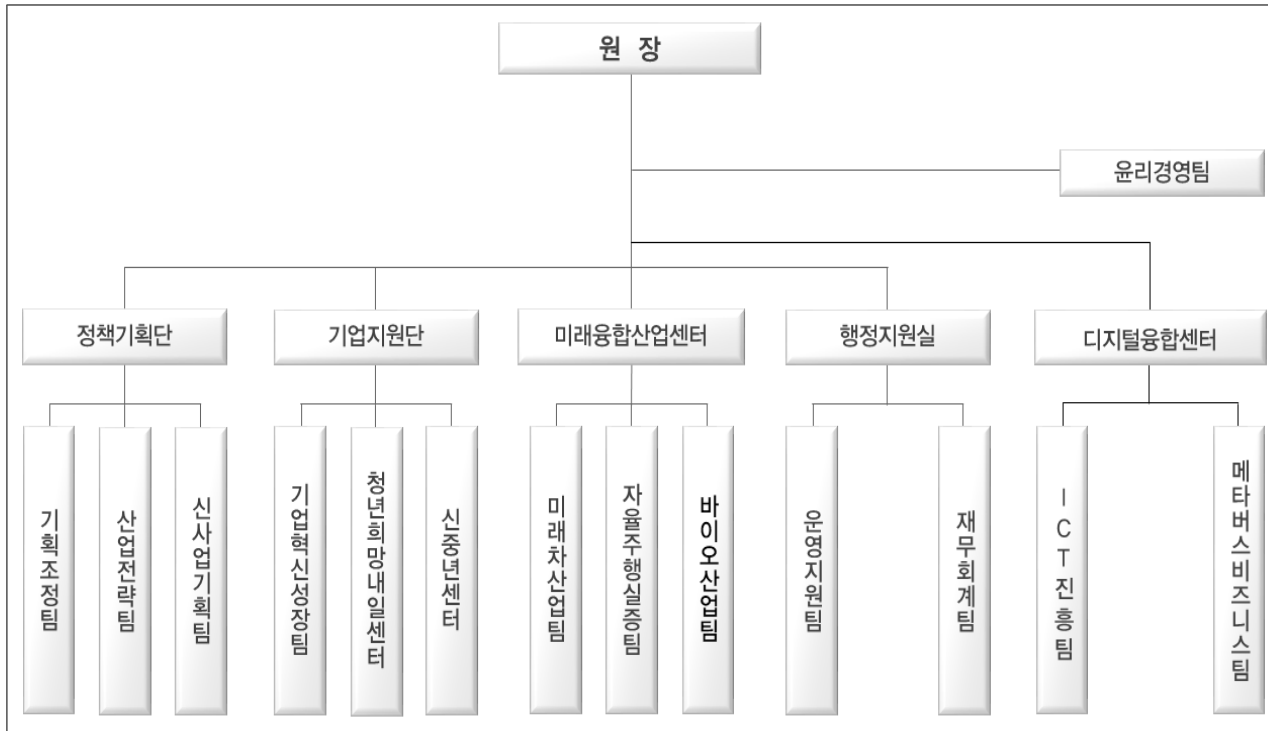 원 장
윤리경영팀
정책기획단
기업지원단
미래융합산업센터
행정지원실
디지털융합센터
기획조정팀
산업전략팀
신사업기획팀
기업혁신성장팀
청년희망내일센터
신중년센터
미래차산업팀
자율주행실증팀
바이오산업팀
운영지원팀
재무회계팀
ICT진흥팀
메타버스비즈니스팀